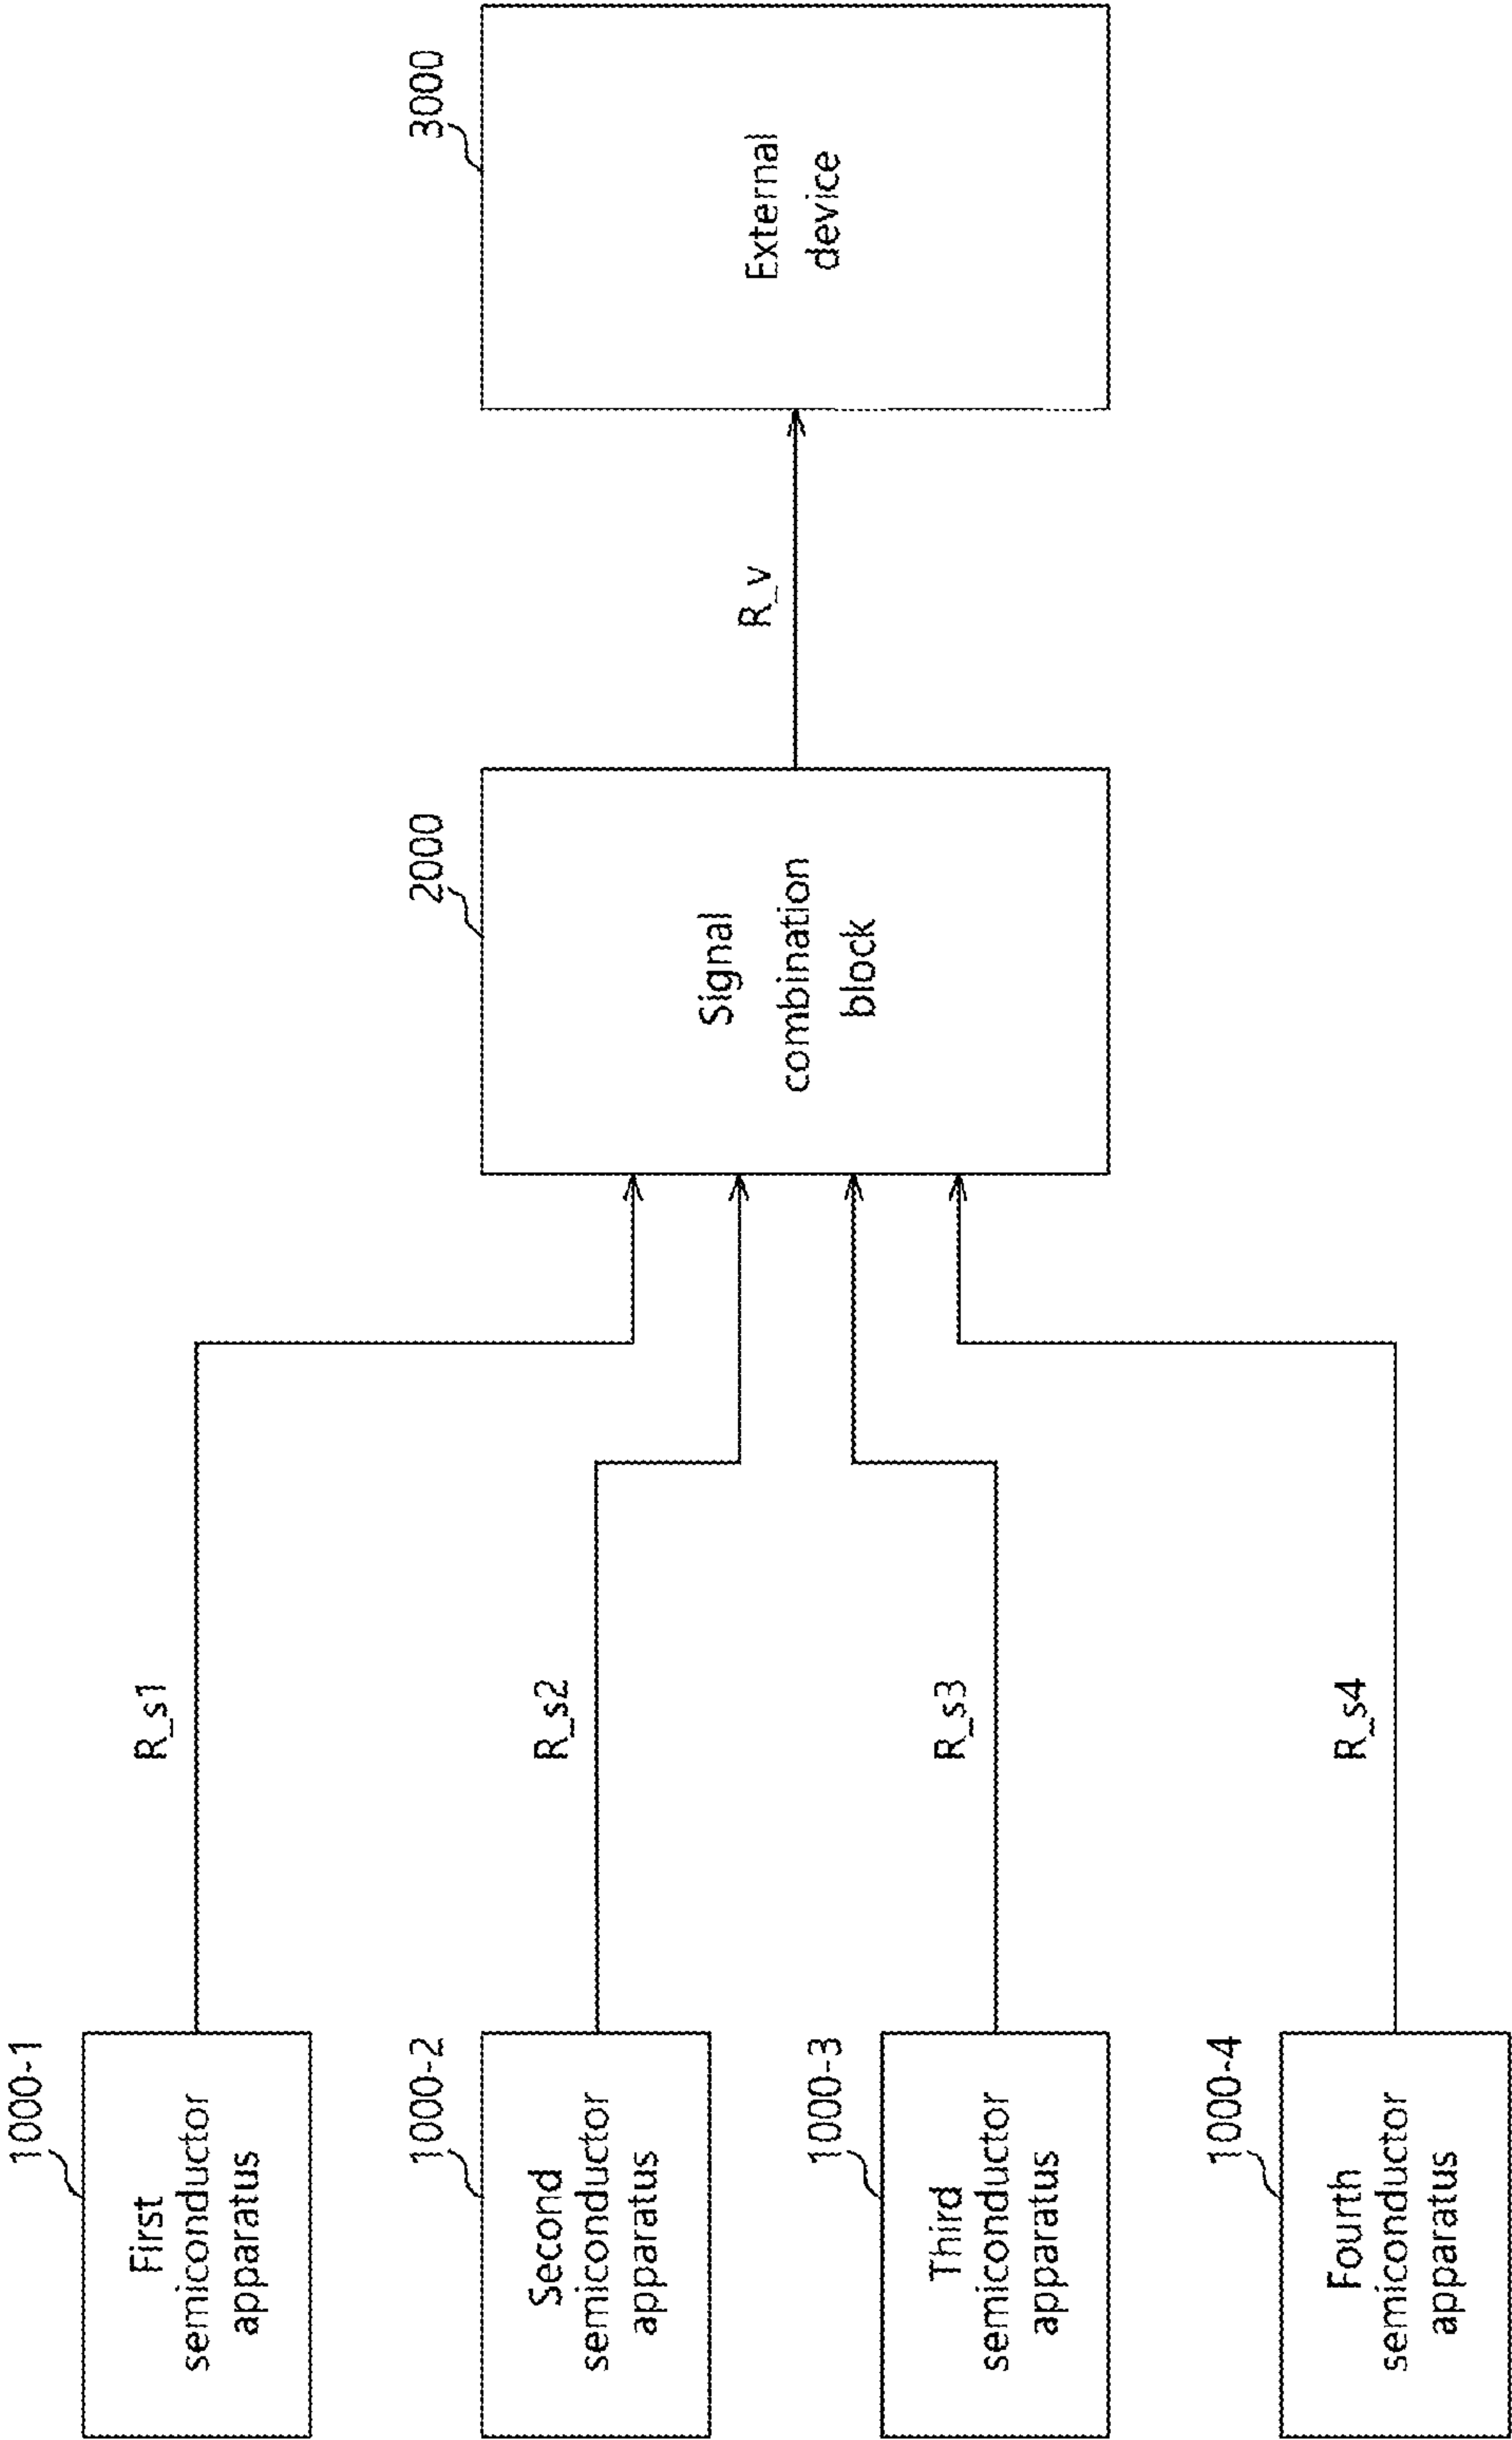 1000-1
First
semiconductor
apparatus
R_s1
1000-2
Second
semiconductor
apparatus
R_s2
1000-3
Third
semiconductor
apparatus
R_s3
1000-4
Fourth
semiconductor
apparatus
R_s4
2000
Signal
combination
block
R_v
3000
External
device